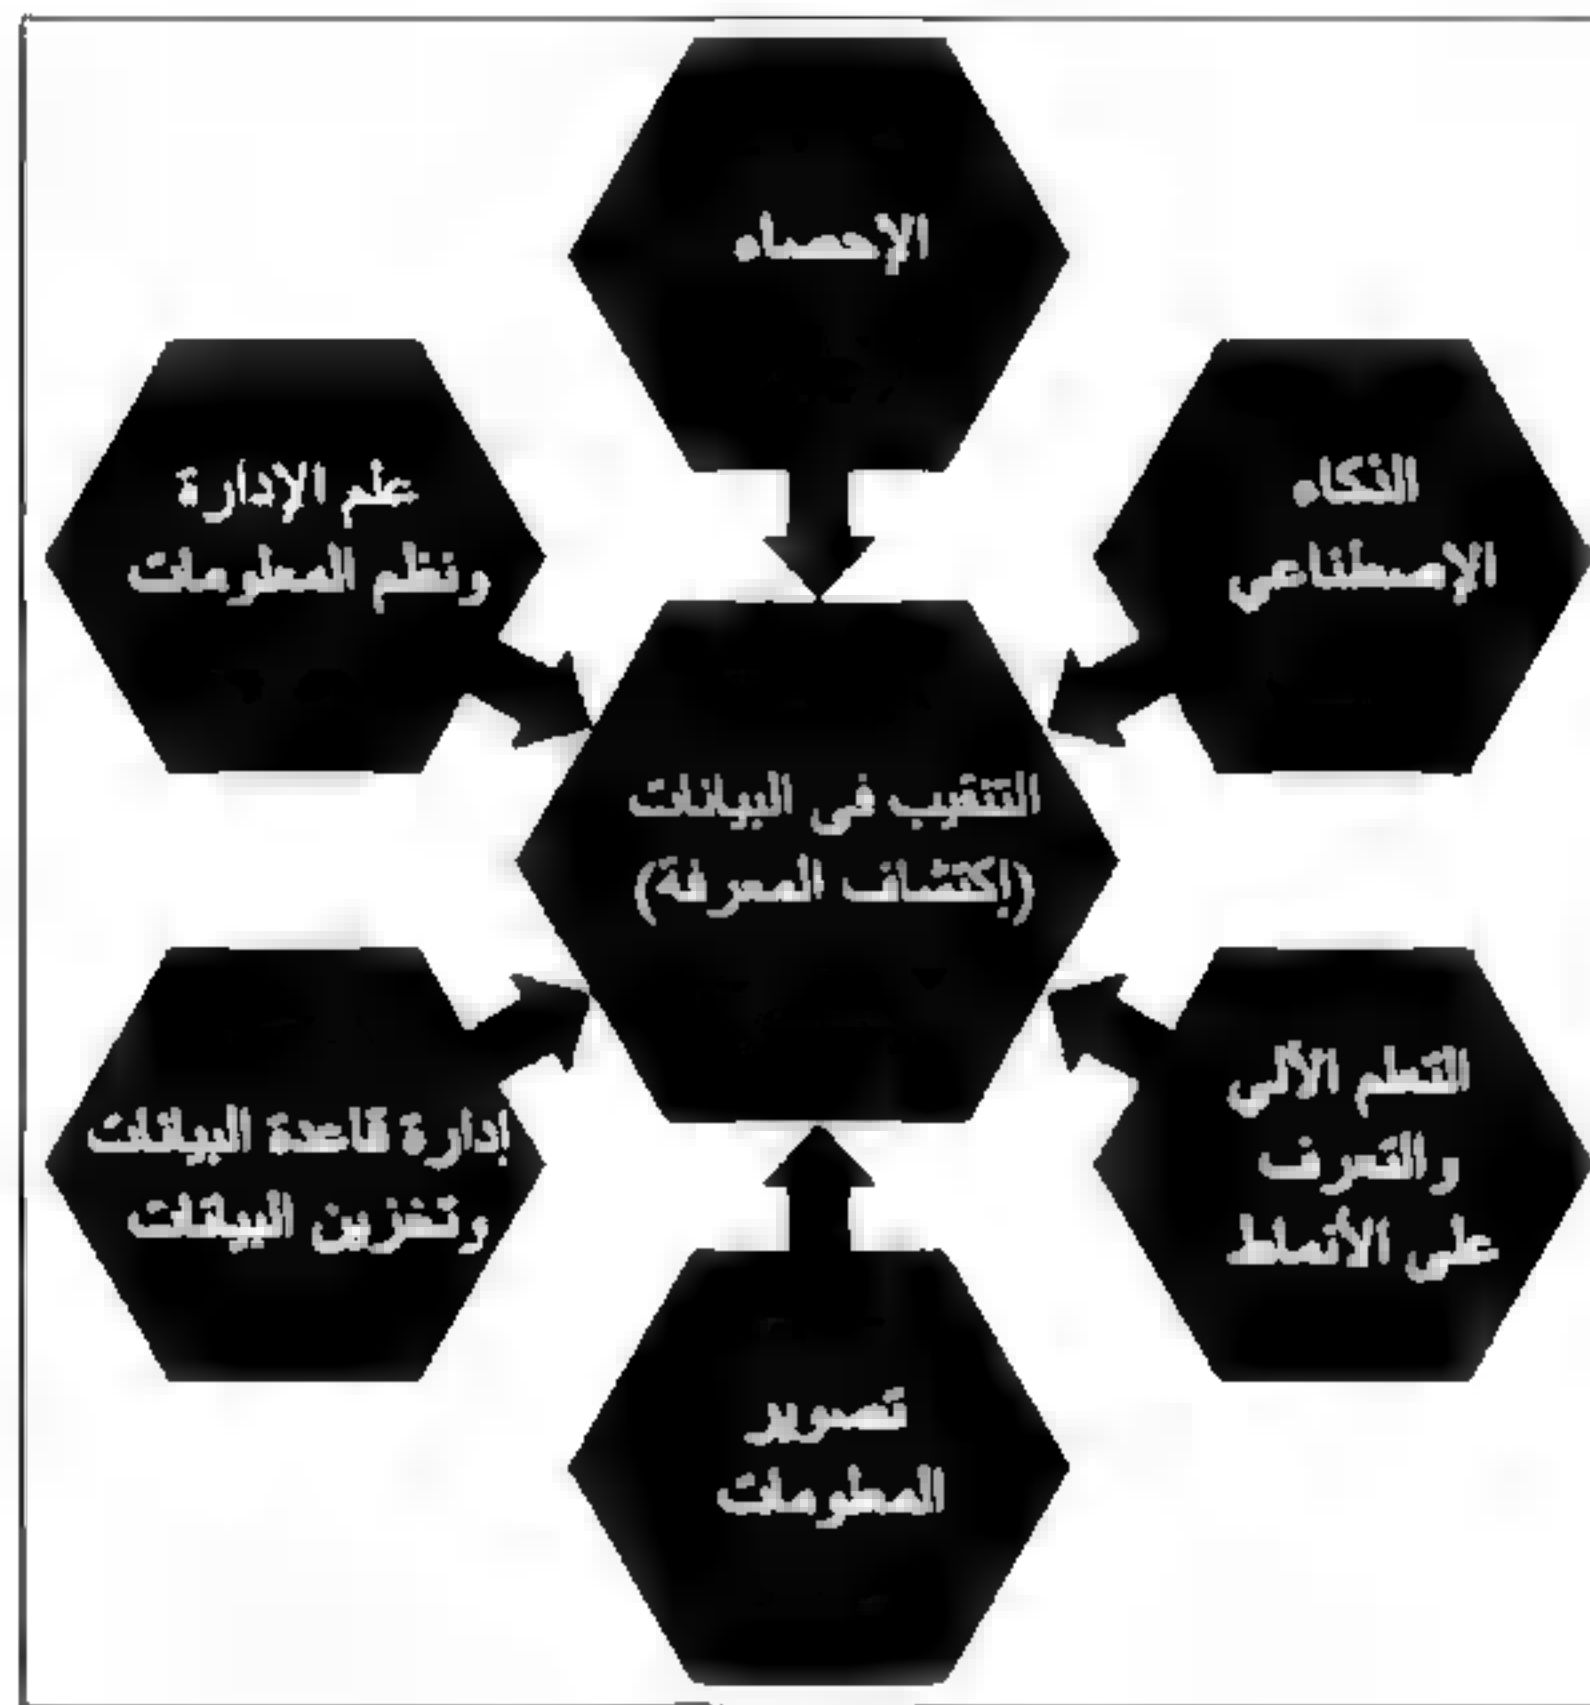 الإحصاء
الذكاء
الإصطناعي
علم الإدارة
ونظم المعلومات
التنقيب في البيانات
(إكتشاف المعرفة)
التعلم الآلي
والتعرف
على الأنماط
إدارة قاعدة البيانات
وتخزين البيانات
تصوير
المعلومات